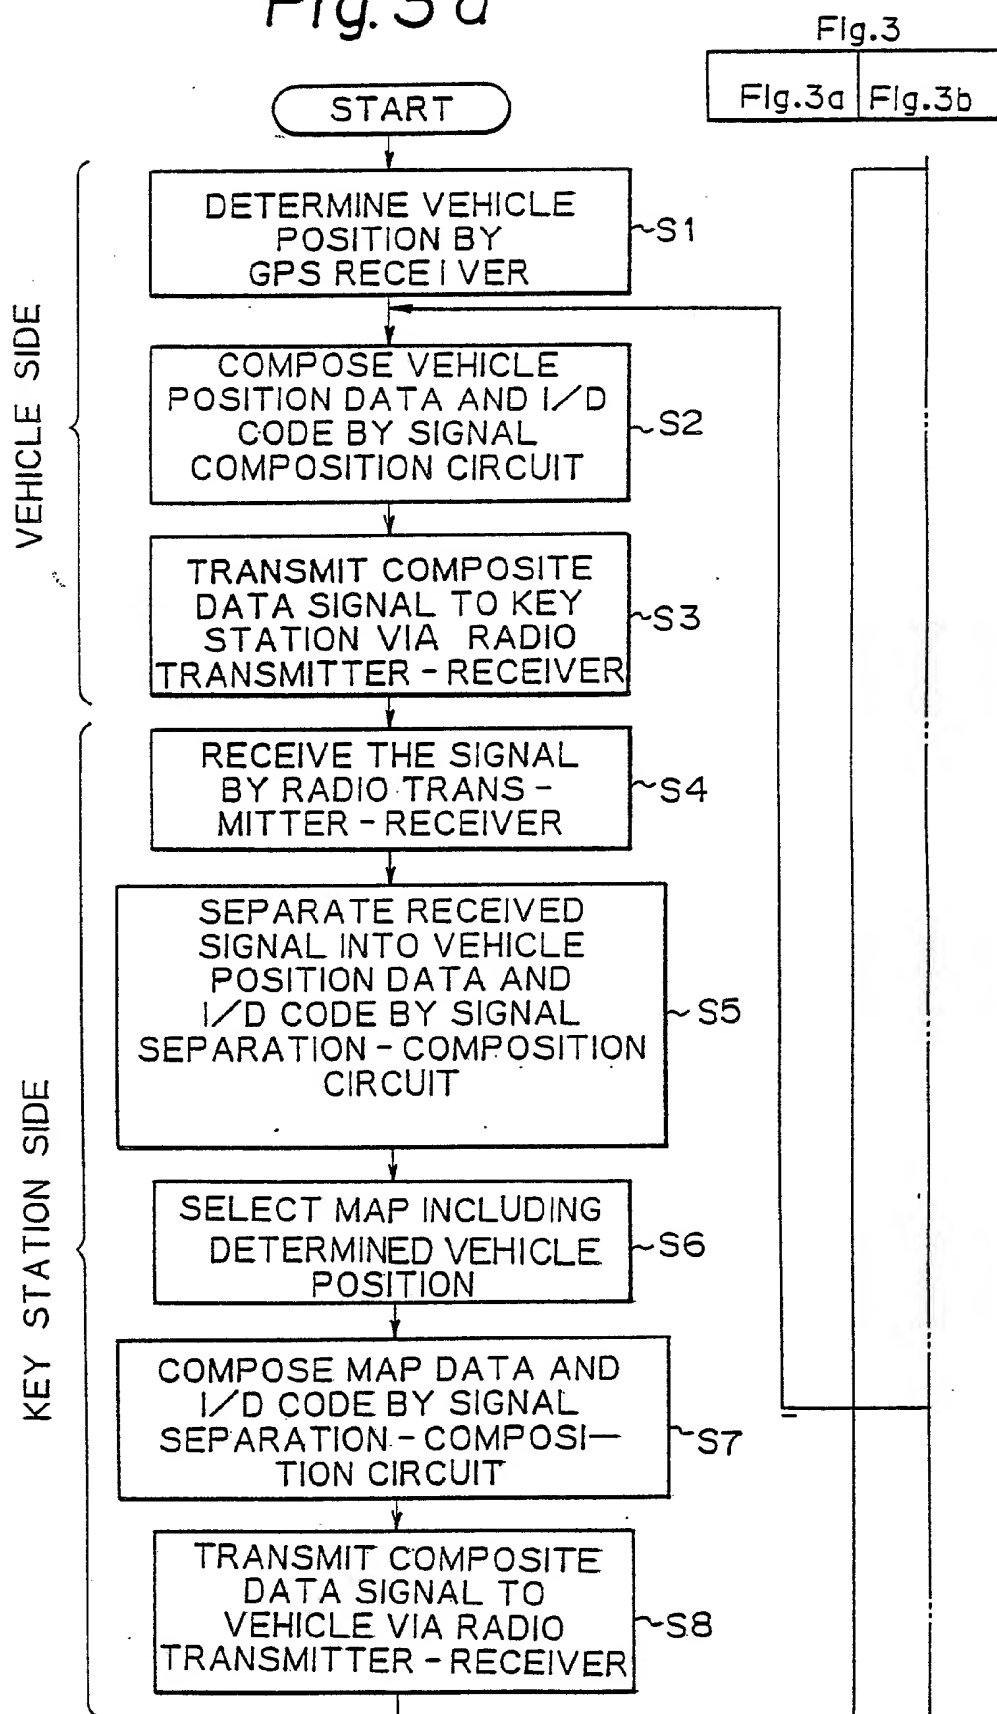 Fig. 3a
Fig.3
Fig.3a Fig.3b
START
DETERMINE VEHICLE
POSITION BY
GPS RECEIVER
S1
COMPOSE VEHICLE
POSITION DATA AND I/D
CODE BY SIGNAL
COMPOSITION CIRCUIT
S2
TRANSMIT COMPOSITE
DATA SIGNAL TO KEY
STATION VIA RADIO
TRANSMITTER-RECEIVER
S3
VEHICLE SIDE
RECEIVE THE SIGNAL
BY RADIO TRANS-
MITTER-RECEIVER
S4
SEPARATE RECEIVED
SIGNAL INTO VEHICLE
POSITION DATA AND
I/D CODE BY SIGNAL
SEPARATION-COMPOSITION
CIRCUIT
S5
SELECT MAP INCLUDING
DETERMINED VEHICLE
POSITION
S6
COMPOSE MAP DATA AND
I/D CODE BY SIGNAL
SEPARATION-COMPOSI-
TION CIRCUIT
S7
TRANSMIT COMPOSITE
DATA SIGNAL TO
VEHICLE VIA RADIO
TRANSMITTER-RECEIVER
S8
KEY STATION SIDE